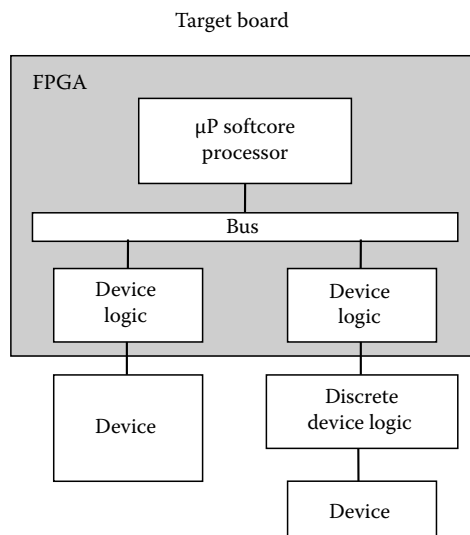 Target board
FPGA
µP softcore
processor
Bus
Device
logic
Device
logic
Device
Discrete
device logic
Device